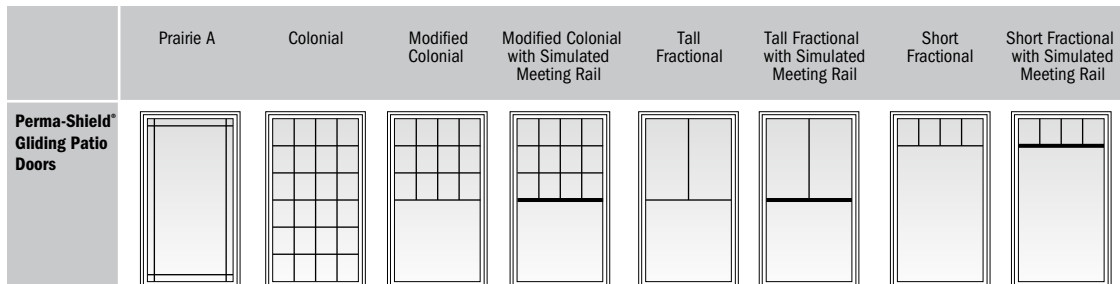 Prairie A
Colonial
Modified
Colonial
Modified Colonial
with Simulated
Meeting Rail
Tall
Fractional
Tall Fractional
with Simulated
Meeting Rail
Short
Fractional
Short Fractional
with Simulated
Meeting Rail
Perma-Shield®
Gliding Patio
Doors